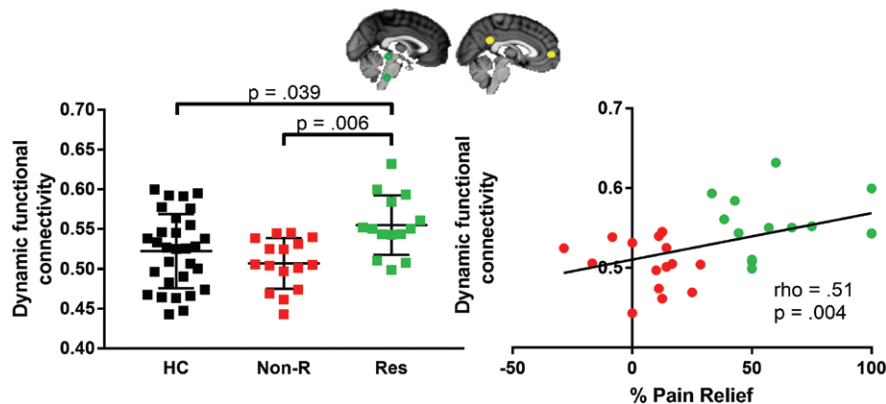 p = .039
p = .006
Dynamic functional
connectivity
0.70
0.65
0.60
0.55
0.50
0.45
0.40
HC Non-R Res
Dynamic functional
connectivity
0.7
0.6
0.5
rho = .51
p = .004
-50 0 50 100
% Pain Relief